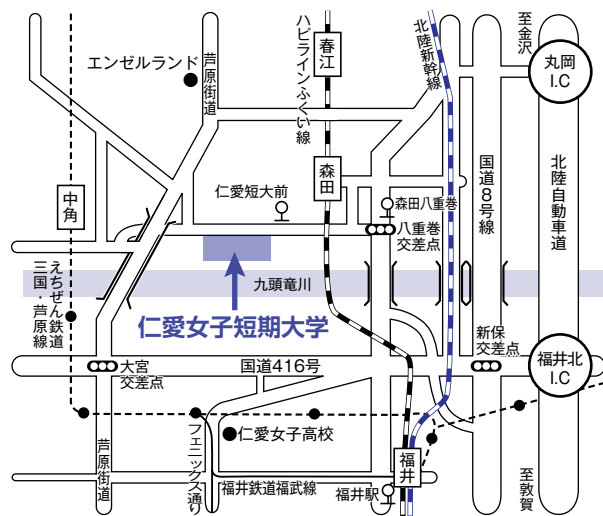 エンゼルランド
芦原街道
ハピラインふくい線
春江
北陸新幹線
至金沢
丸岡
I.C
中角
仁愛短大前
森田
森田八重巻
八重巻
交差点
国道8号線
北陸自動車道
えちぜん鉄道
三国・芦原線
九頭竜川
仁愛女子短期大学
大宮
交差点
国道416号
新保
交差点
福井北
I.C
芦原街道
フェニックス通り
仁愛女子高校
福井鉄道福武線
福井駅
福井
至敦賀